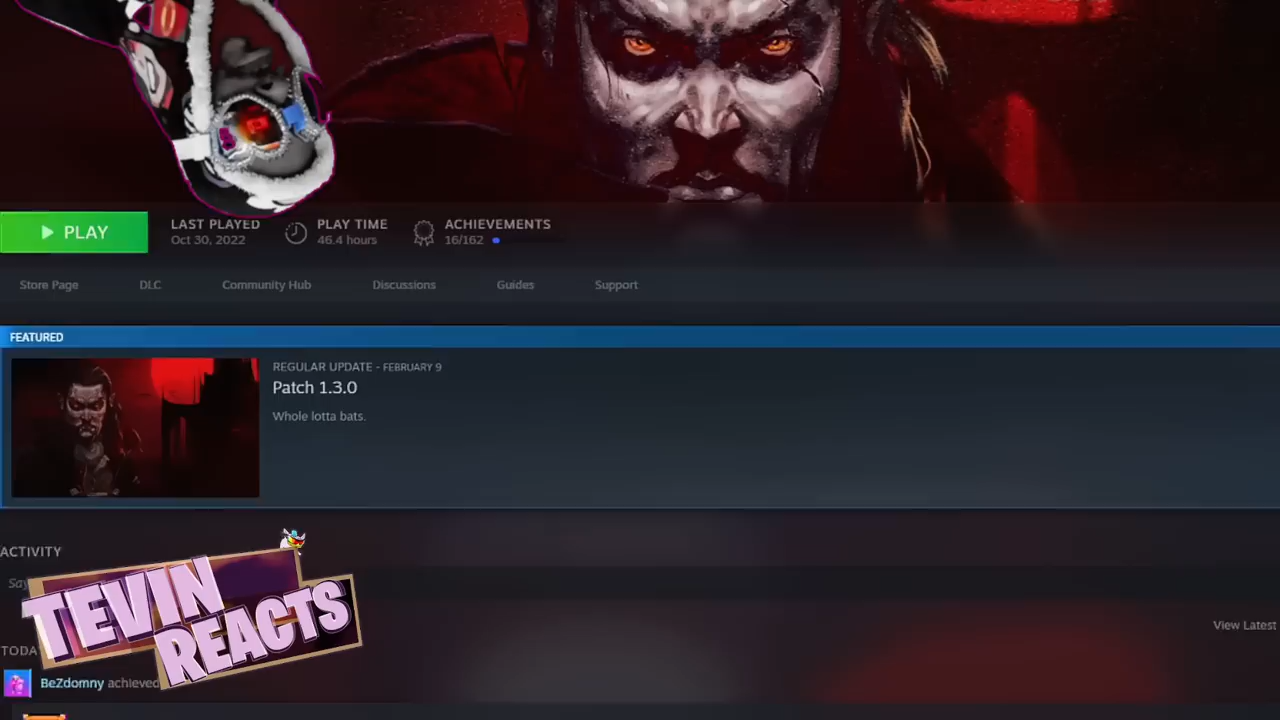 PLAY
LAST PLAYED
Oct 30, 2022
PLAY TIME
46.4 hours
ACHIEVEMENTS
16/162
Store Page
DLC
Community Hub
Discussions
Guides
Support
FEATURED
REGULAR UPDATE - FEBRUARY 9
Patch 1.3.0
Whole lotta bats.
ACTIVITY
Say
TEVIN
REACTS
View Latest
TODA
BeZdomny achieved